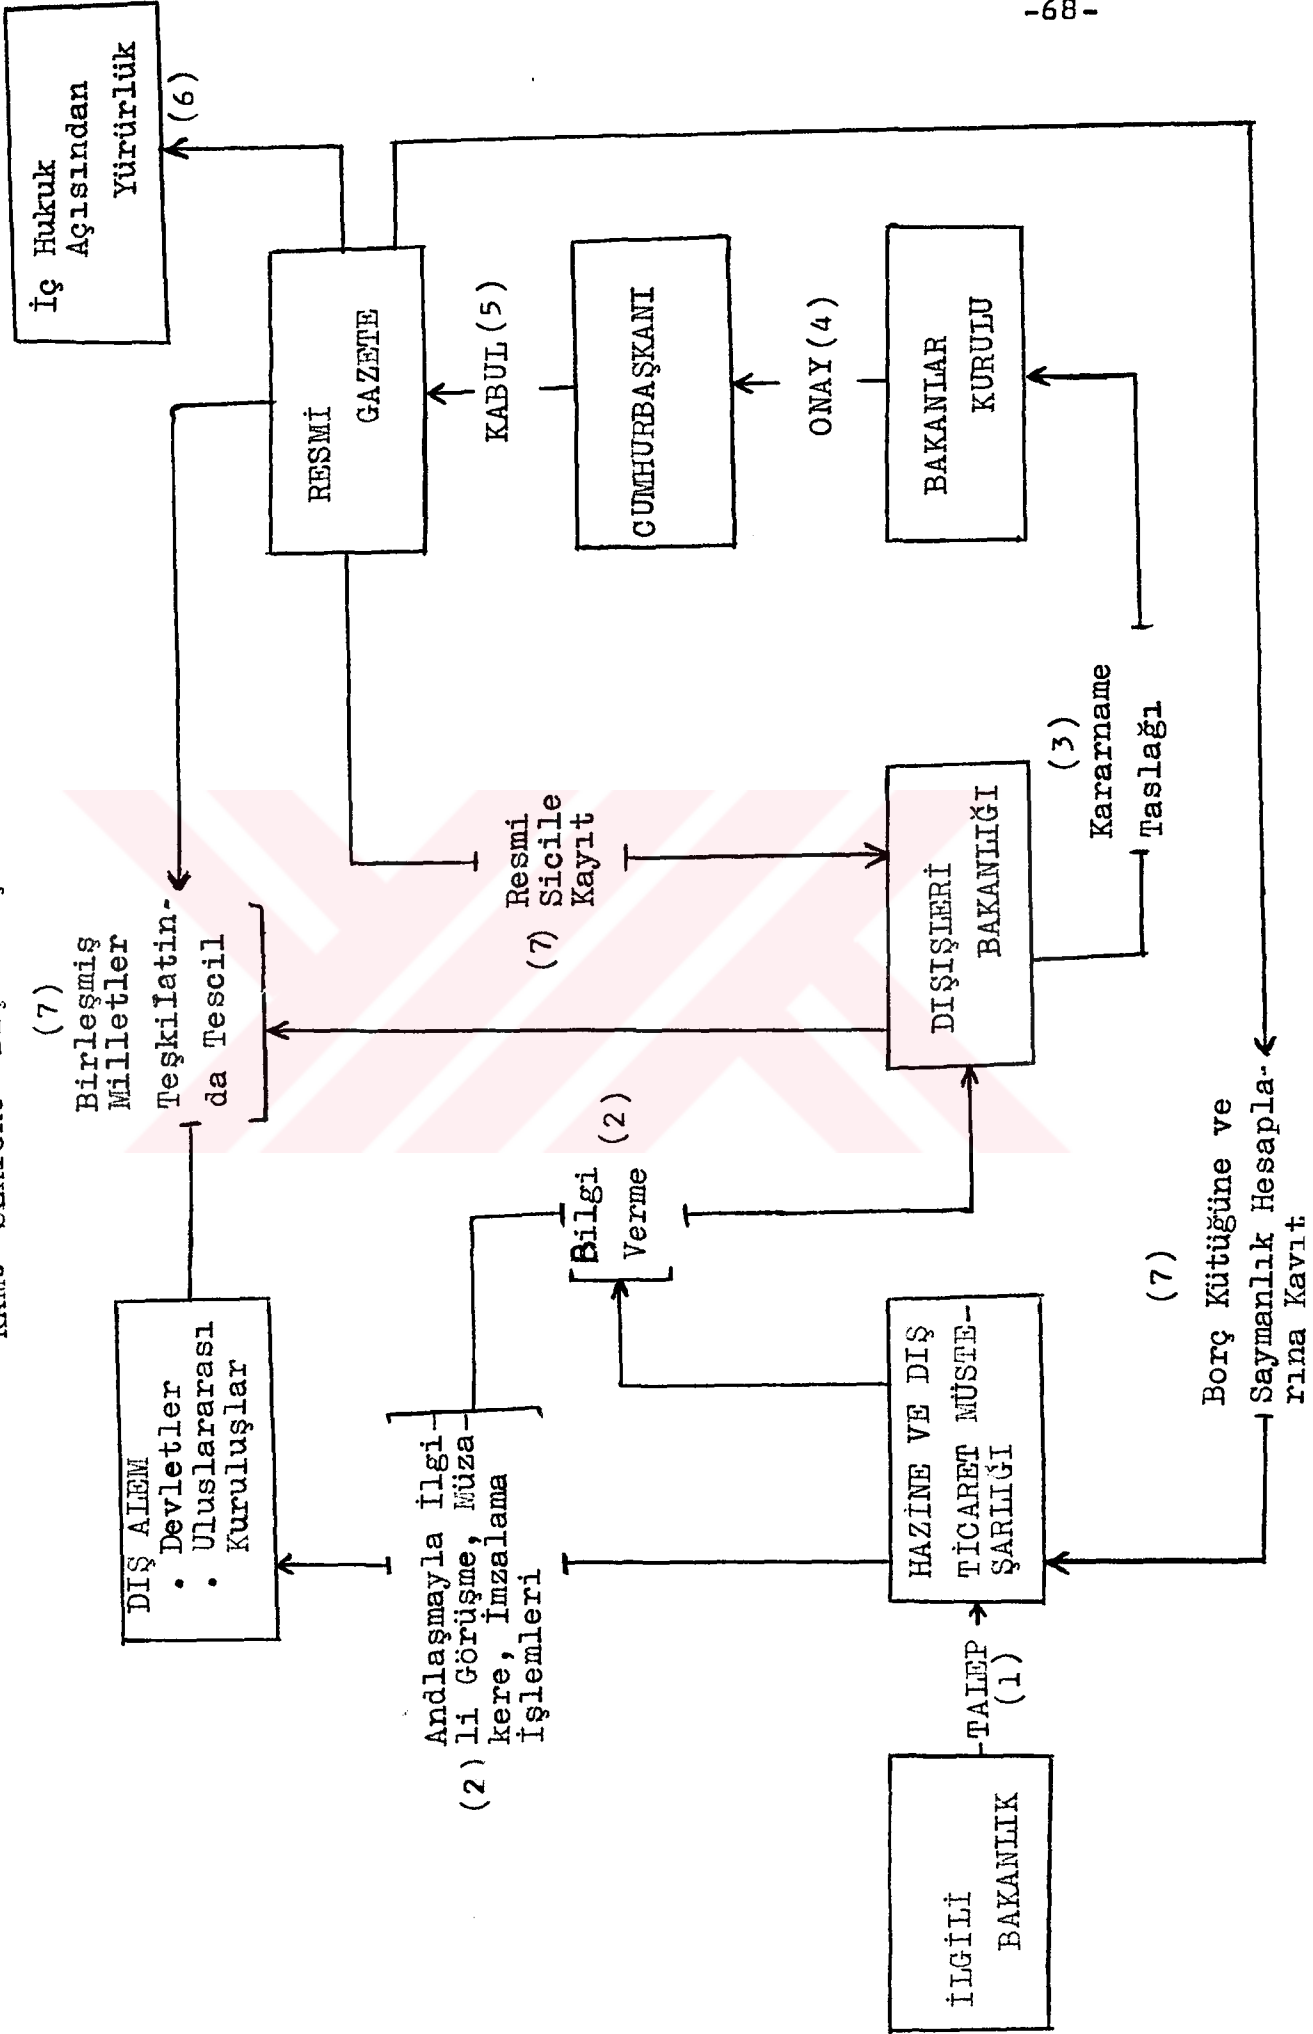 -68-
(7)
Birleşmiş
Milletler
Teşkilatin-
da Tescil
İç Hukuk
Açısından
Yürürlük
(6)
DIŞ ALEM
• Devletler
• Uluslararası
Kuruluşlar
RESMİ
GAZETE
Andlaşmayla İlgi-
(2) li Görüşme, Müza-
kere, İmzalama
İşlemleri
KABUL (5)
Resmi
Sicile
Kayıt
(7)
Bilgi
Verme
(2)
CUMHURBAŞKANI
ONAY (4)
İLGİLİ
BAKANLIK
TALEP
(1)
HAZİNE VE DIŞ
TİCARET MÜSTE-
ŞARLIĞI
DIŞIŞLERİ
BAKANLIĞI
BAKANLAR
KURULU
(3)
Kararname
Taslağı
(7)
Borç Kütüğüne ve
Saymanlık Hesapla-
rına Kayıt